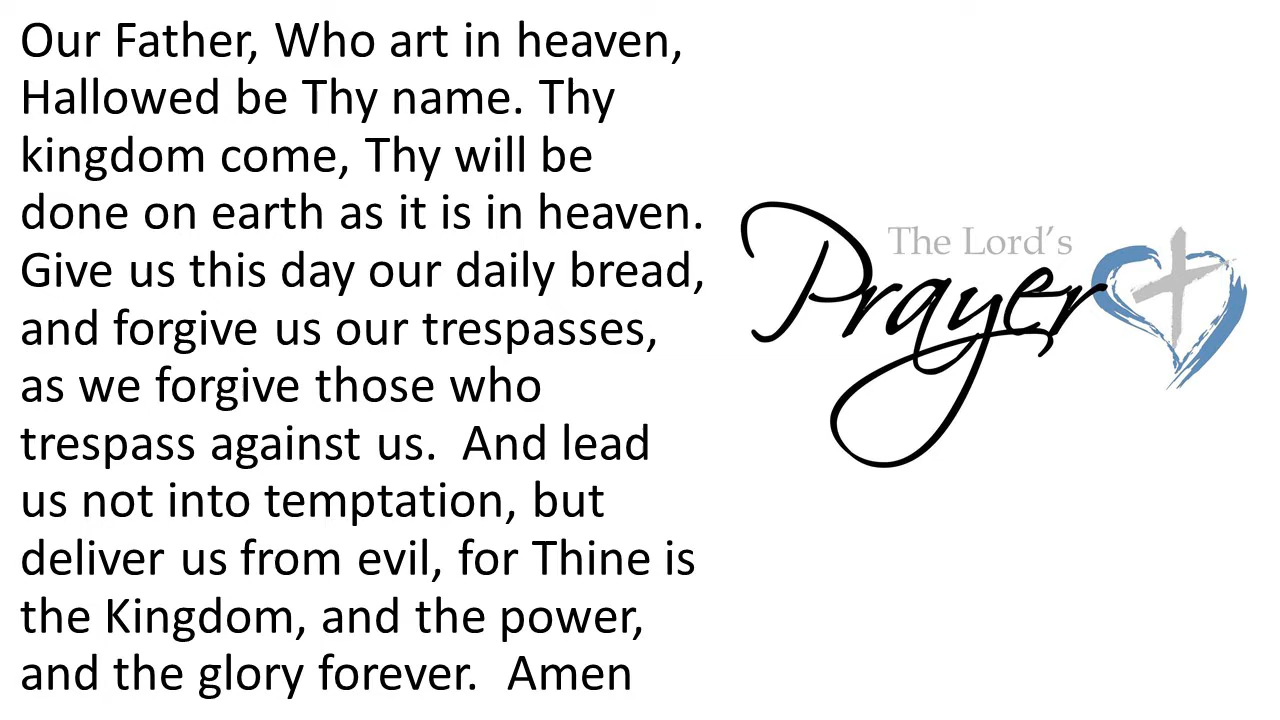 Our Father, Who art in heaven,
Hallowed be Thy name. Thy
kingdom come, Thy will be
done on earth as it is in heaven.
Give us this day our daily bread,
and forgive us our trespasses,
as we forgive those who
trespass against us.  And lead
us not into temptation, but
deliver us from evil, for Thine is
the Kingdom, and the power,
and the glory forever.  Amen
The Lord’s
Prayer